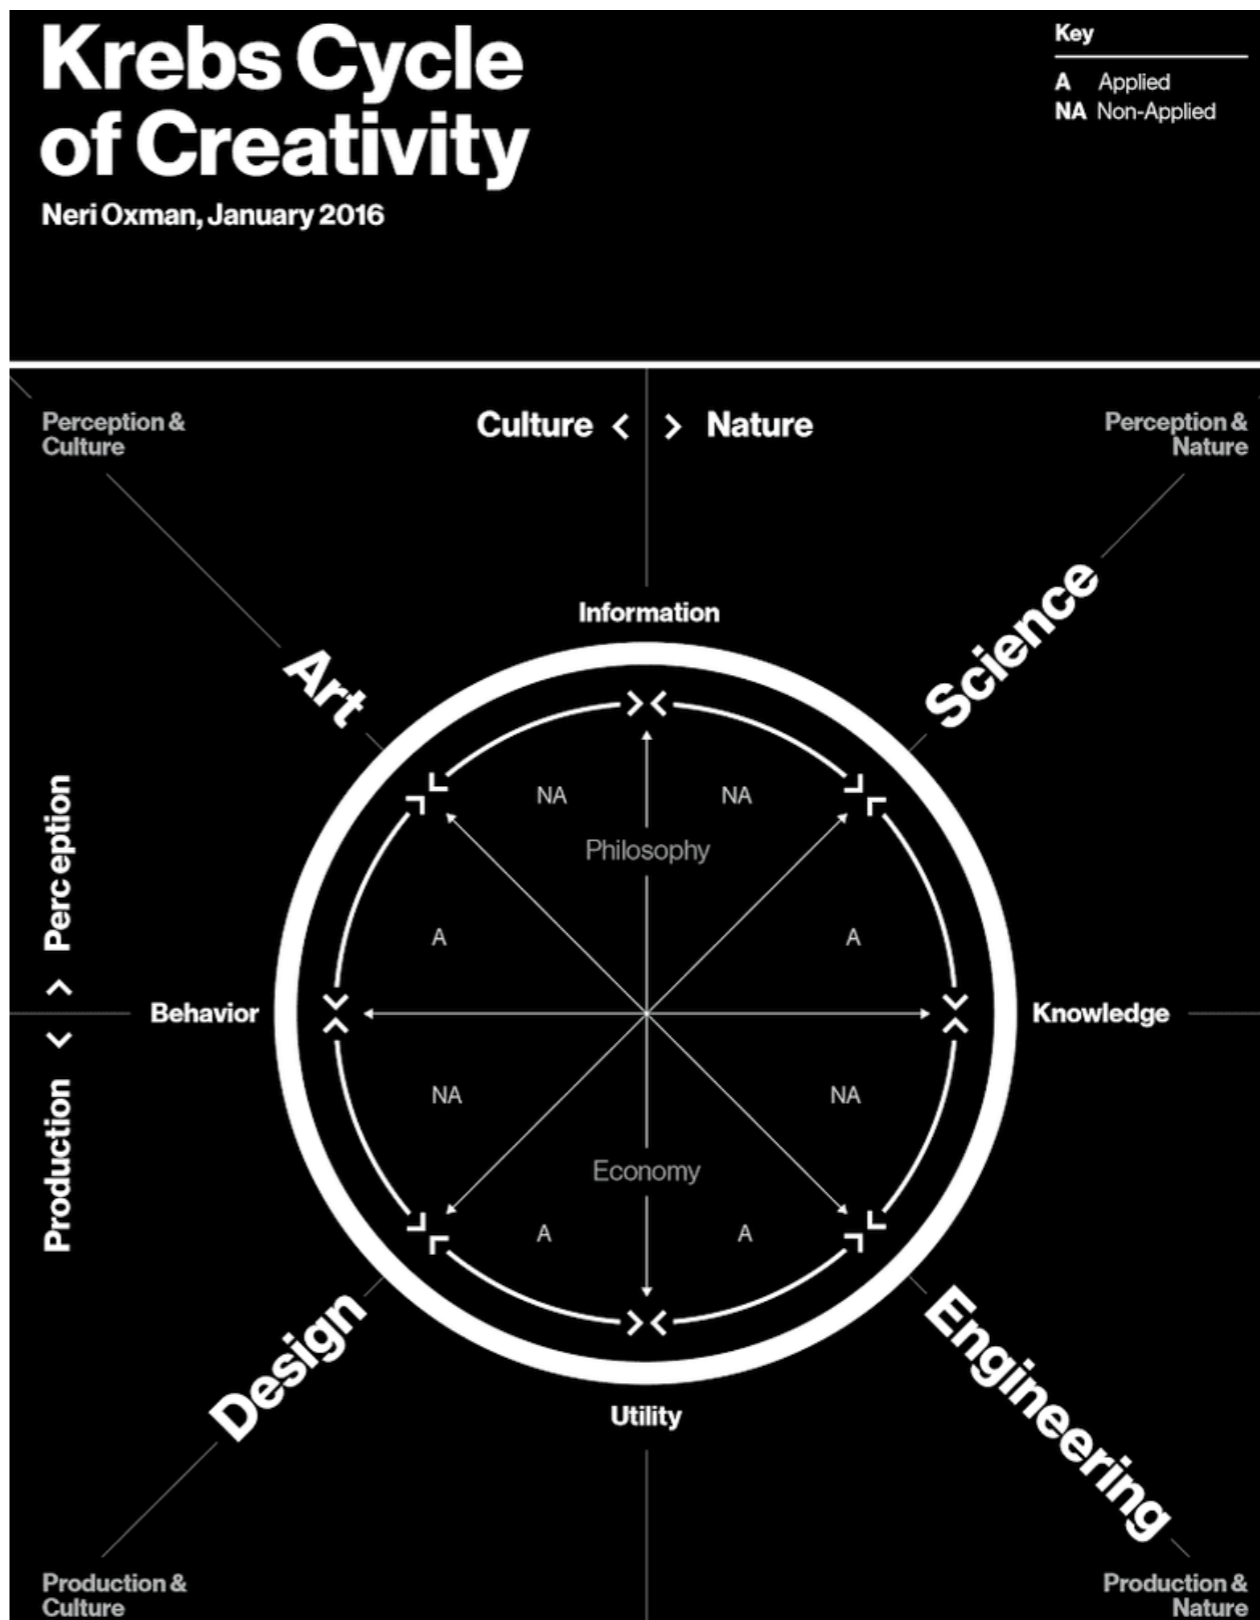 Krebs Cycle
of Creativity
Neri Oxman, January 2016
Key
A Applied
NA Non-Applied
Perception &
Culture
Culture < > Nature
Perception &
Nature
Information
Art
Science
NA
NA
Philosophy
A
A
Production < > Perception
Behavior
Knowledge
NA
NA
Economy
A
A
Design
Engineering
Utility
Production &
Culture
Production &
Nature